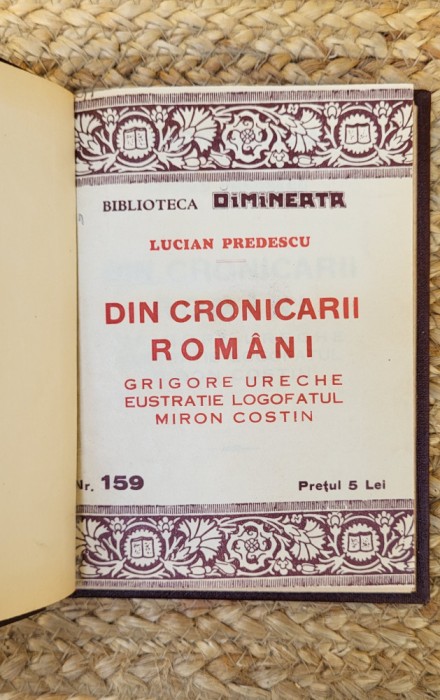 BIBLIOTECA DIMINEAȚA
LUCIAN PREDESCU
DIN CRONICARII
ROMÂNI
GRIGORE URECHE
EUSTRATIE LOGOFATUL
MIRON COSTIN
Nr. 159
Prețul 5 Lei